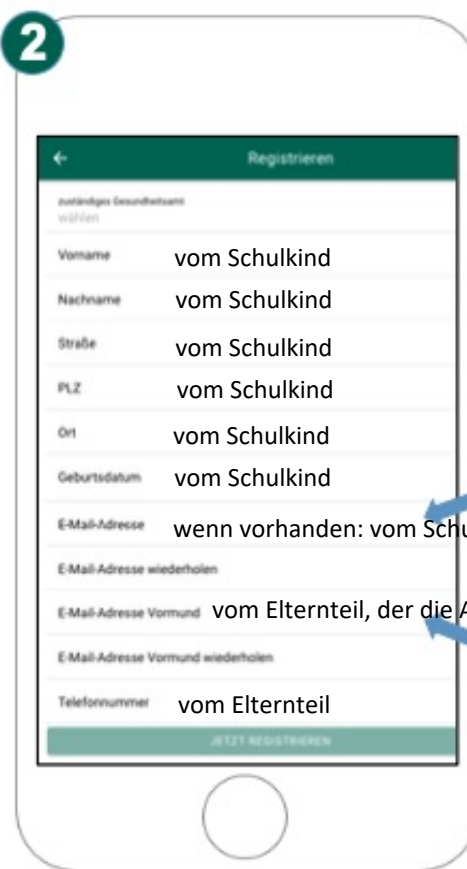 2
Registrieren
zuständiges Gesundheitsamt
wählen
Vorname vom Schulkind
Nachname vom Schulkind
Straße vom Schulkind
PLZ vom Schulkind
Ort vom Schulkind
Geburtsdatum vom Schulkind
E-Mail-Adresse wenn vorhanden: vom Schu
E-Mail-Adresse wiederholen
E-Mail-Adresse Vormund vom Elternteil, der die A
E-Mail-Adresse Vormund wiederholen
Telefonnummer vom Elternteil
JETZT REGISTRIEREN